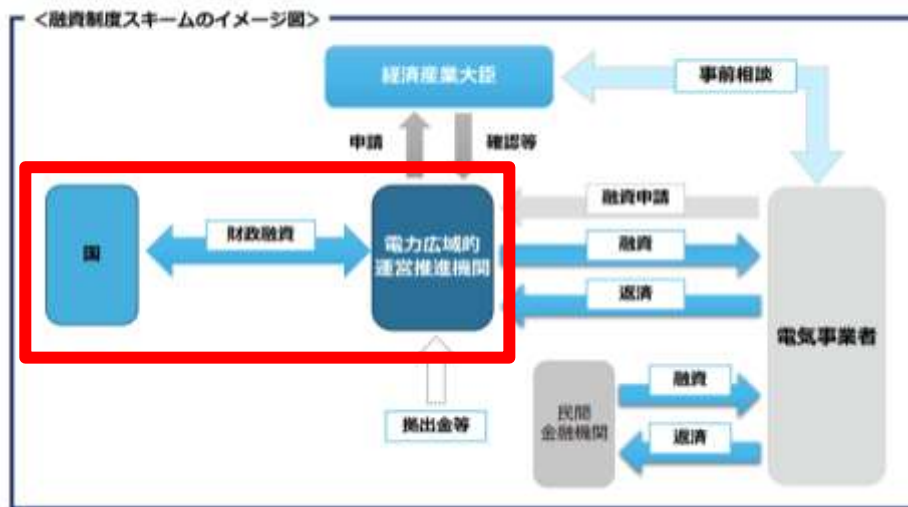 <融資制度スキームのイメージ図>
経済産業大臣
事前相談
申請
確認等
国
財政融資
電力広域的
運営推進機関
融資申請
融資
返済
電気事業者
拠出金等
民間
金融機関
融資
返済